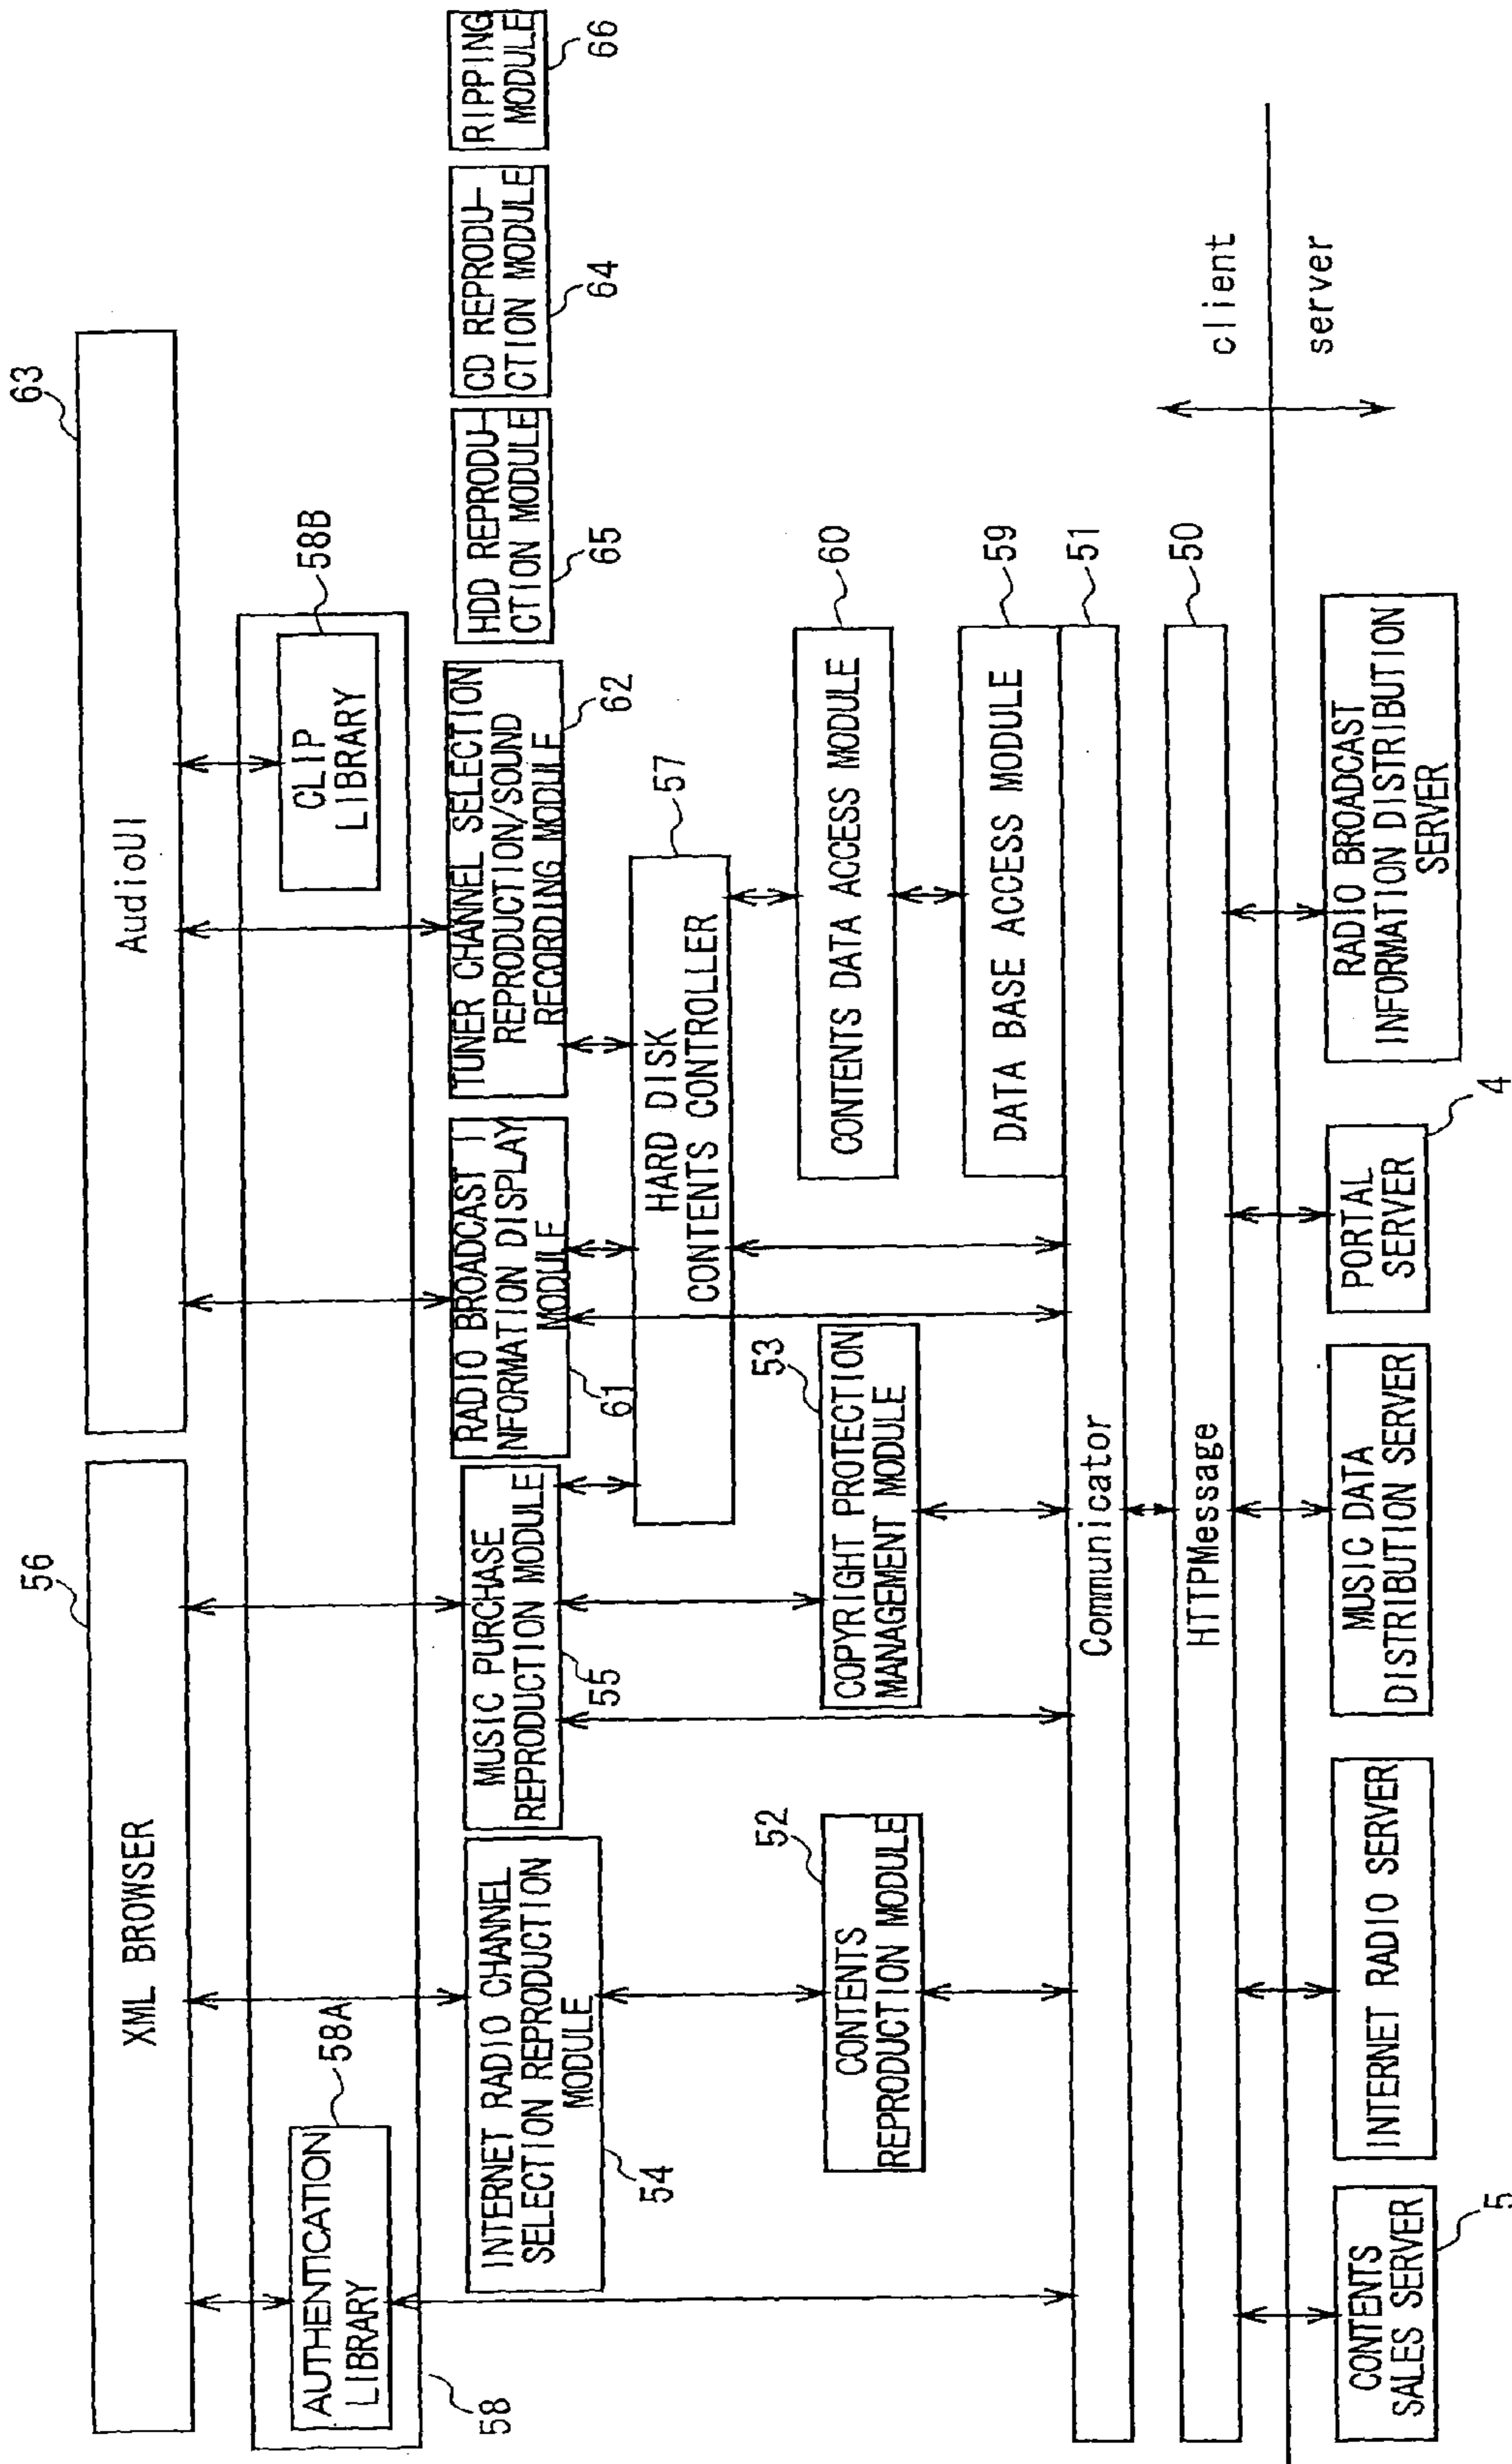 56
XML BROWSER
63
AudioUI
58A
AUTHENTICATION
LIBRARY
58
58B
CLIP
LIBRARY
INTERNET RADIO CHANNEL
SELECTION REPRODUCTION
MODULE
54
MUSIC PURCHASE
REPRODUCTION MODULE
55
RADIO BROADCAST I
NFORMATION DISPLAY
MODULE
61
TUNER CHANNEL SELECTION
REPRODUCTION/SOUND
RECORDING MODULE
62
HDD REPRODU-
CTION MODULE
65
CD REPRODU-
CTION MODULE
64
RIPPING
MODULE
66
HARD DISK
CONTENTS CONTROLLER
57
52
CONTENTS
REPRODUCTION MODULE
53
COPYRIGHT PROTECTION
MANAGEMENT MODULE
CONTENTS DATA ACCESS MODULE
60
DATA BASE ACCESS MODULE
59
Communicator
51
HTTPMessage
50
client
server
CONTENTS
SALES SERVER
5
INTERNET RADIO SERVER
MUSIC DATA
DISTRIBUTION SERVER
PORTAL
SERVER
4
RADIO BROADCAST
INFORMATION DISTRIBUTION
SERVER